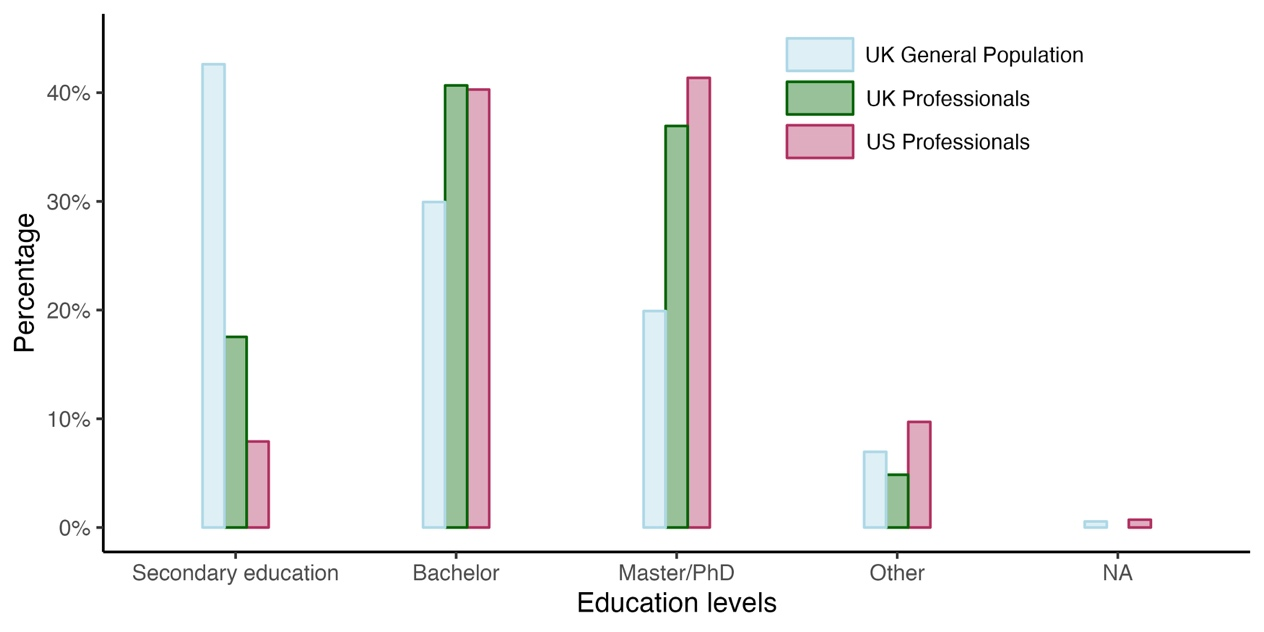 UK General Population
UK Professionals
US Professionals
Percentage
40%
30%
20%
10%
0%
Secondary education
Bachelor
Master/PhD
Other
NA
Education levels